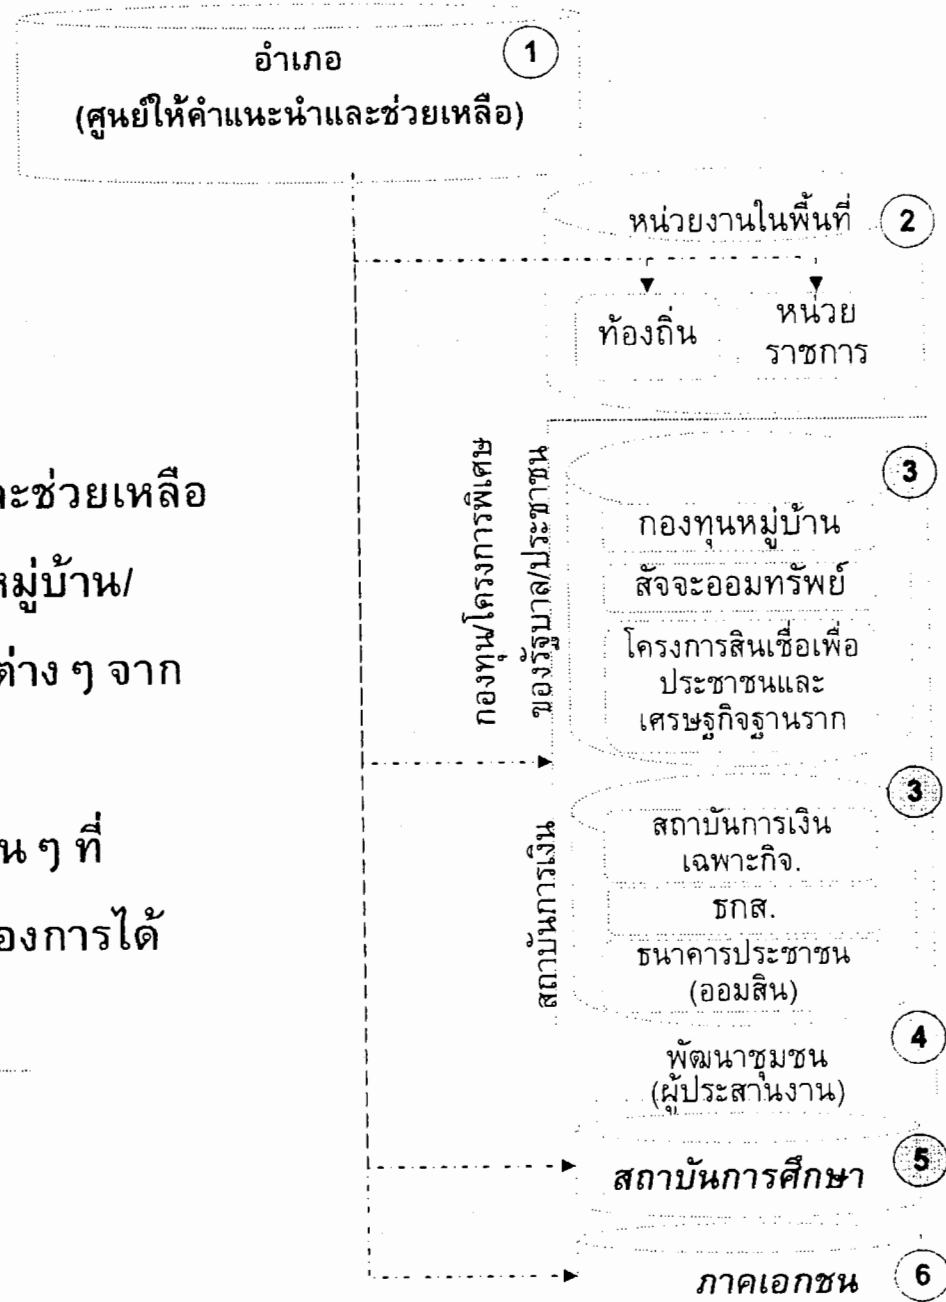 อำเภอ
1
(ศูนย์ให้คำแนะนำและช่วยเหลือ)
หน่วยงานในพื้นที่
2
ท้องถิ่น
หน่วย
ราชการ
กองทุน/โครงการพิเศษ
ของรัฐบาล/ประชาชน
3
กองทุนหมู่บ้าน
สัจจะออมทรัพย์
โครงการสินเชื่อเพื่อ
ประชาชนและ
เศรษฐกิจฐานราก
ละช่วยเหลือ
หมู่บ้าน/
ต่าง ๆ จาก
น ๆ ที่
องการได้
สถาบันการเงิน
3
สถาบันการเงิน
เฉพาะกิจ.
ธกส.
ธนาคารประชาชน
(ออมสิน)
4
พัฒนาชุมชน
(ผู้ประสานงาน)
สถาบันการศึกษา
5
ภาคเอกชน
6